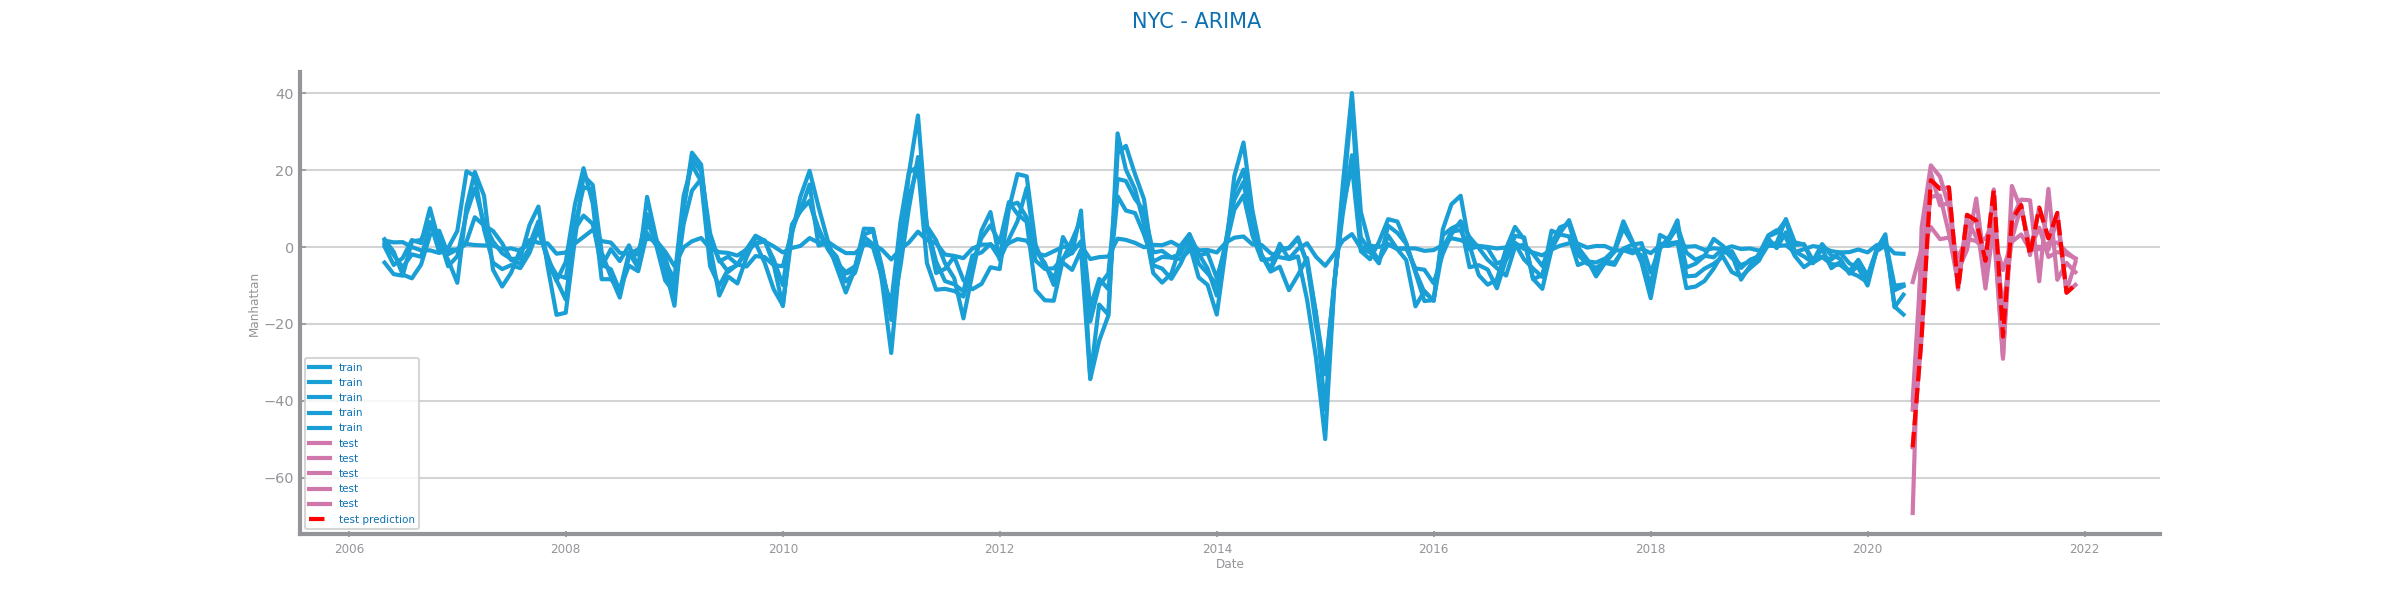 NYC - ARIMA
40
20
0
−20
−40
−60
Manhattan
train
train
train
train
train
test
test
test
test
test
test prediction
2006 2008 2010 2012 2014 2016 2018 2020 2022
Date